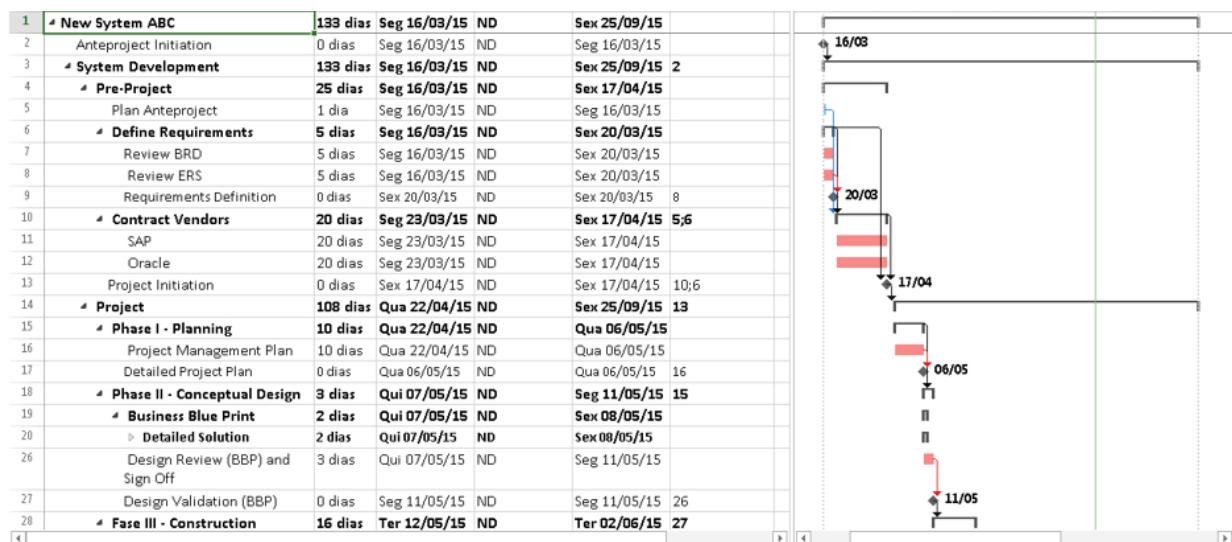 1 New System ABC 133 dias Seg 16/03/15 ND Sex 25/09/15
2 Anteproject Initiation 0 dias Seg 16/03/15 ND Seg 16/03/15 16/03
3 System Development 133 dias Seg 16/03/15 ND Sex 25/09/15 2
4 Pre-Project 25 dias Seg 16/03/15 ND Sex 17/04/15
5 Plan Anteproject 1 dia Seg 16/03/15 ND Seg 16/03/15
6 Define Requirements 5 dias Seg 16/03/15 ND Sex 20/03/15
7 Review BRD 5 dias Seg 16/03/15 ND Sex 20/03/15
8 Review ERS 5 dias Seg 16/03/15 ND Sex 20/03/15
9 Requirements Definition 0 dias Sex 20/03/15 ND Sex 20/03/15 8 20/03
10 Contract Vendors 20 dias Seg 23/03/15 ND Sex 17/04/15 5;6
11 SAP 20 dias Seg 23/03/15 ND Sex 17/04/15
12 Oracle 20 dias Seg 23/03/15 ND Sex 17/04/15
13 Project Initiation 0 dias Sex 17/04/15 ND Sex 17/04/15 10;6 17/04
14 Project 108 dias Qua 22/04/15 ND Sex 25/09/15 13
15 Phase I - Planning 10 dias Qua 22/04/15 ND Qua 06/05/15
16 Project Management Plan 10 dias Qua 22/04/15 ND Qua 06/05/15
17 Detailed Project Plan 0 dias Qua 06/05/15 ND Qua 06/05/15 16 06/05
18 Phase II - Conceptual Design 3 dias Qui 07/05/15 ND Seg 11/05/15 15
19 Business Blue Print 2 dias Qui 07/05/15 ND Sex 08/05/15
20 Detailed Solution 2 dias Qui 07/05/15 ND Sex 08/05/15
26 Design Review (BBP) and 3 dias Qui 07/05/15 ND Seg 11/05/15
Sign Off
27 Design Validation (BBP) 0 dias Seg 11/05/15 ND Seg 11/05/15 26 11/05
28 Fase III - Construction 16 dias Ter 12/05/15 ND Ter 02/06/15 27